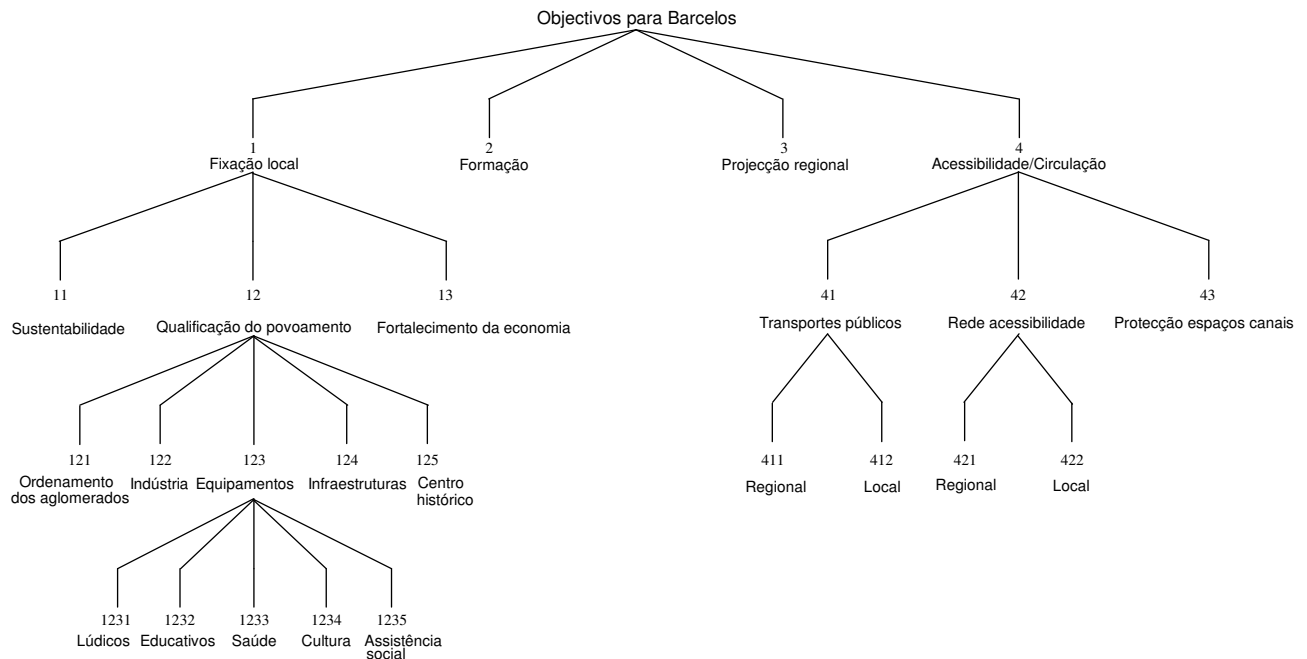 Objectivos para Barcelos
1
Fixação local
2
Formação
3
Projecção regional
4
Acessibilidade/Circulação
11
Sustentabilidade
12
Qualificação do povoamento
13
Fortalecimento da economia
41
Transportes públicos
42
Rede acessibilidade
43
Protecção espaços canais
121
Ordenamento
dos aglomerados
122
Indústria
123
Equipamentos
124
Infraestruturas
125
Centro
histórico
411
Regional
412
Local
421
Regional
422
Local
1231
Lúdicos
1232
Educativos
1233
Saúde
1234
Cultura
1235
Assistência
social